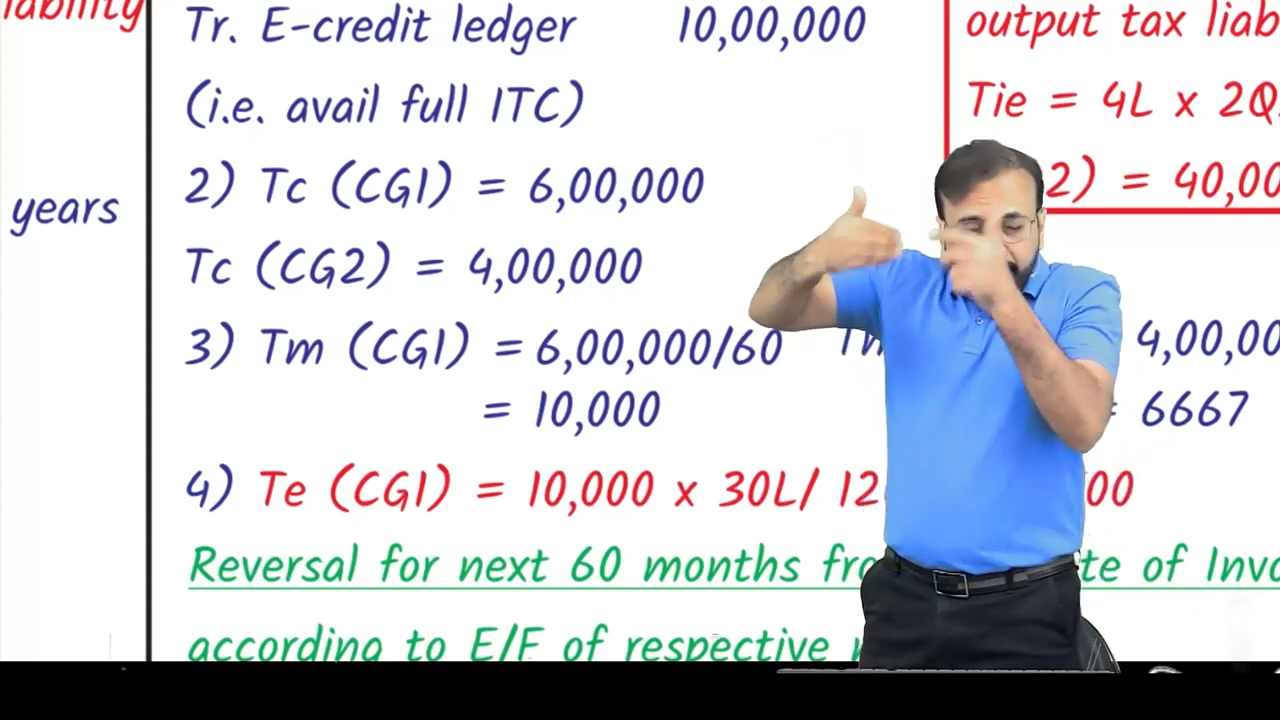 iability
years
Tr. E-credit ledger 10,00,000
(i.e. avail full ITC)
2) Tc (CG1) = 6,00,000
Tc (CG2) = 4,00,000
3) Tm (CG1) = 6,00,000/60
= 10,000
4) Te (CG1) = 10,000 x 30L/ 12
Reversal for next 60 months
according to E/F of respective
output tax liab
Tie = 4L x 2Q
2) = 40,00
4,00,00
= 6667
00
te of Inv